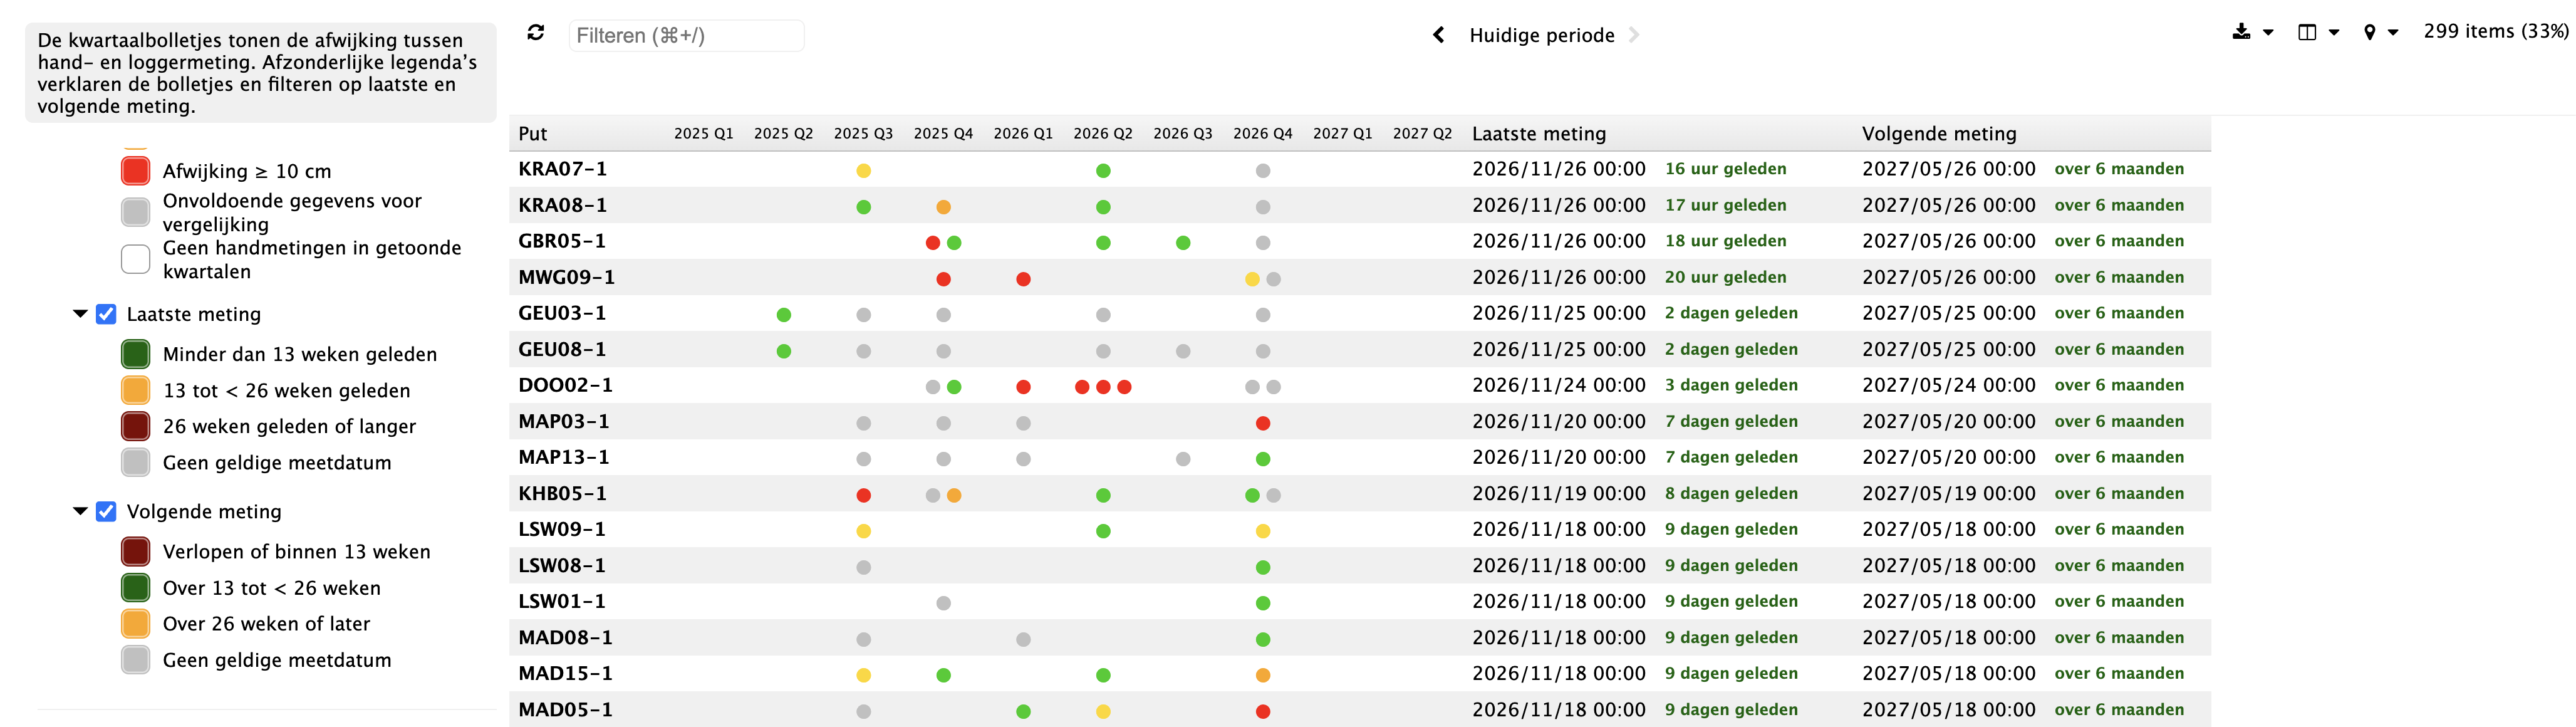 De kwartaalbolletjes tonen de afwijking tussen
hand- en loggermeting. Afzonderlijke legenda's
verklaren de bolletjes en filteren op laatste en
volgende meting.
Afwijking ≥ 10 cm
Onvoldoende gegevens voor
vergelijking
Geen handmetingen in getoonde
kwartalen
Laatste meting
Minder dan 13 weken geleden
13 tot < 26 weken geleden
26 weken geleden of langer
Geen geldige meetdatum
Volgende meting
Verlopen of binnen 13 weken
Over 13 tot < 26 weken
Over 26 weken of later
Geen geldige meetdatum
Filteren (⌘+/) Huidige periode 299 items (33%)
Put 2025 Q1 2025 Q2 2025 Q3 2025 Q4 2026 Q1 2026 Q2 2026 Q3 2026 Q4 2027 Q1 2027 Q2 Laatste meting Volgende meting
KRA07-1 2026/11/26 00:00 16 uur geleden 2027/05/26 00:00 over 6 maanden
KRA08-1 2026/11/26 00:00 17 uur geleden 2027/05/26 00:00 over 6 maanden
GBR05-1 2026/11/26 00:00 18 uur geleden 2027/05/26 00:00 over 6 maanden
MWG09-1 2026/11/26 00:00 20 uur geleden 2027/05/26 00:00 over 6 maanden
GEU03-1 2026/11/25 00:00 2 dagen geleden 2027/05/25 00:00 over 6 maanden
GEU08-1 2026/11/25 00:00 2 dagen geleden 2027/05/25 00:00 over 6 maanden
DOO02-1 2026/11/24 00:00 3 dagen geleden 2027/05/24 00:00 over 6 maanden
MAP03-1 2026/11/20 00:00 7 dagen geleden 2027/05/20 00:00 over 6 maanden
MAP13-1 2026/11/20 00:00 7 dagen geleden 2027/05/20 00:00 over 6 maanden
KHB05-1 2026/11/19 00:00 8 dagen geleden 2027/05/19 00:00 over 6 maanden
LSW09-1 2026/11/18 00:00 9 dagen geleden 2027/05/18 00:00 over 6 maanden
LSW08-1 2026/11/18 00:00 9 dagen geleden 2027/05/18 00:00 over 6 maanden
LSW01-1 2026/11/18 00:00 9 dagen geleden 2027/05/18 00:00 over 6 maanden
MAD08-1 2026/11/18 00:00 9 dagen geleden 2027/05/18 00:00 over 6 maanden
MAD15-1 2026/11/18 00:00 9 dagen geleden 2027/05/18 00:00 over 6 maanden
MAD05-1 2026/11/18 00:00 9 dagen geleden 2027/05/18 00:00 over 6 maanden